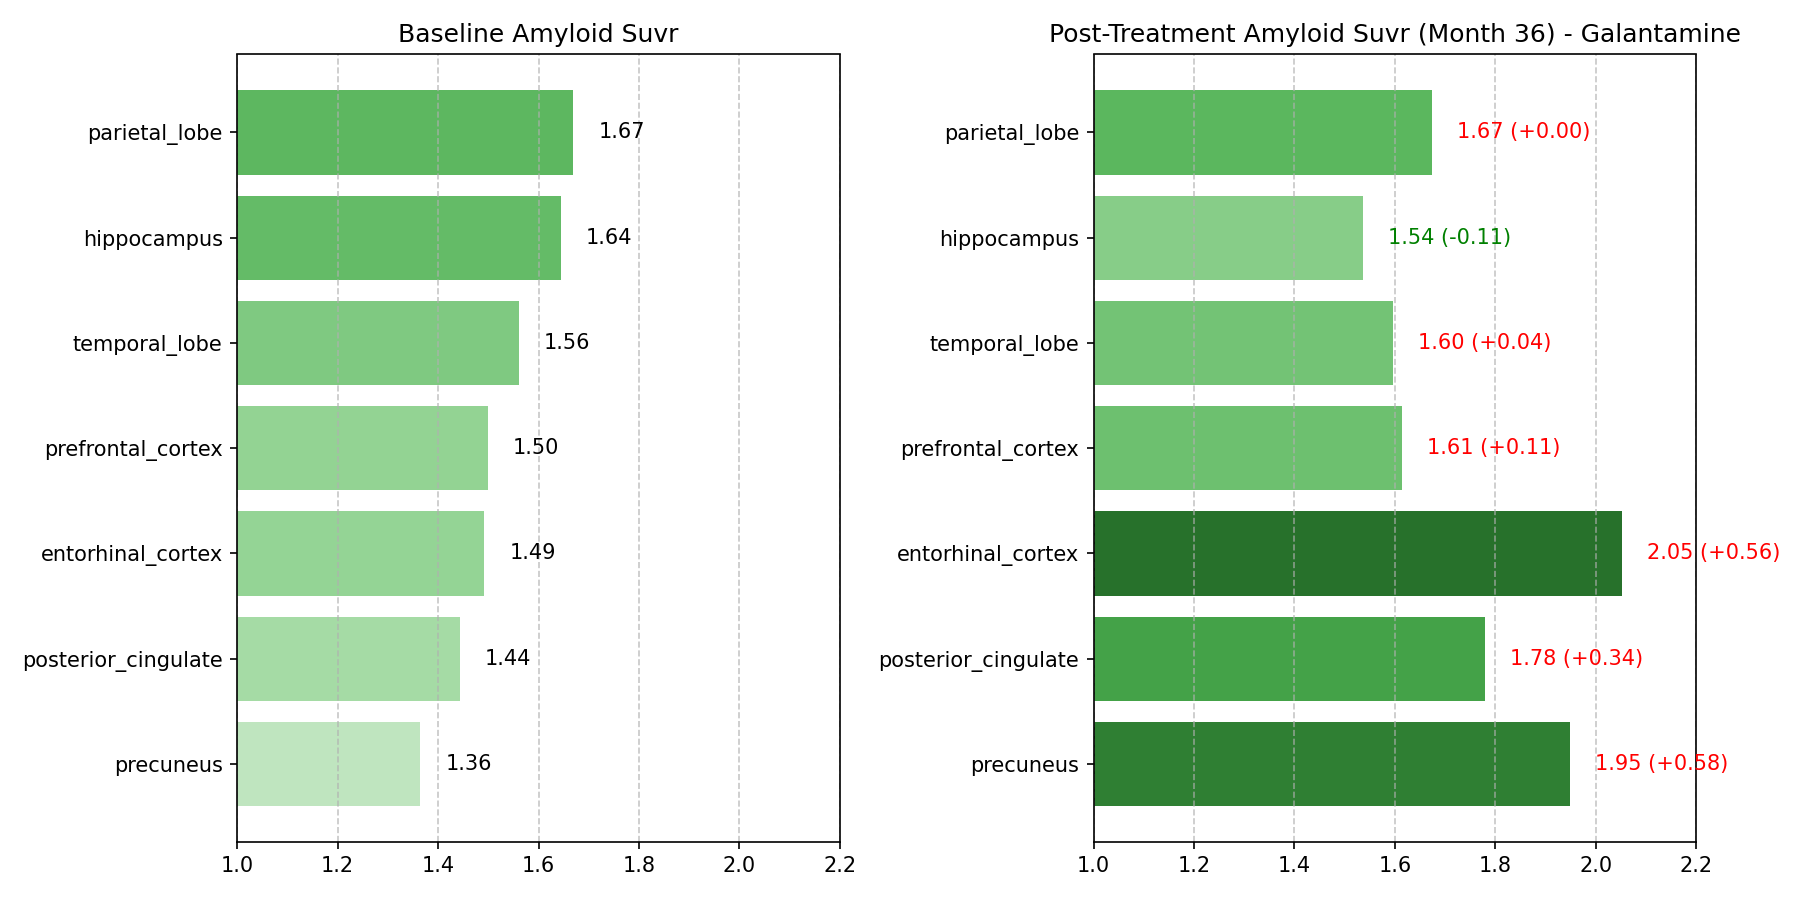 Baseline Amyloid Suvr
parietal_lobe
1.67
hippocampus
1.64
temporal_lobe
1.56
prefrontal_cortex
1.50
entorhinal_cortex
1.49
posterior_cingulate
1.44
precuneus
1.36
1.0 1.2 1.4 1.6 1.8 2.0 2.2
Post-Treatment Amyloid Suvr (Month 36) - Galantamine
parietal_lobe
1.67 (+0.00)
hippocampus
1.54 (-0.11)
temporal_lobe
1.60 (+0.04)
prefrontal_cortex
1.61 (+0.11)
entorhinal_cortex
2.05 (+0.56)
posterior_cingulate
1.78 (+0.34)
precuneus
1.95 (+0.58)
1.0 1.2 1.4 1.6 1.8 2.0 2.2